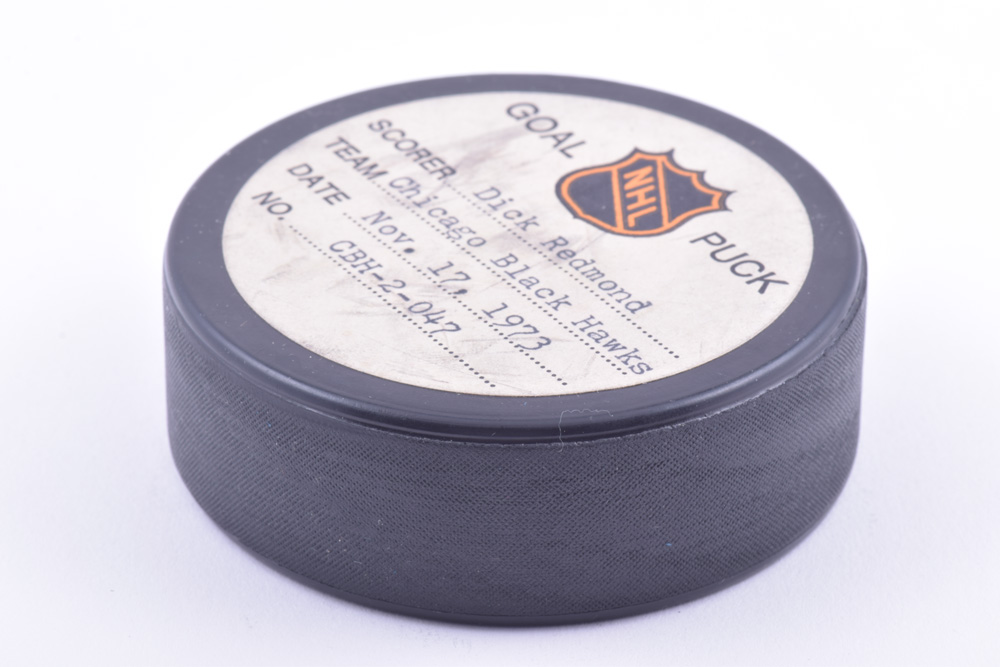 GOAL NHL PUCK
SCORER Dick Redmond
TEAM Chicago Black Hawks
DATE Nov. 17, 1973
NO. CBH-2-047